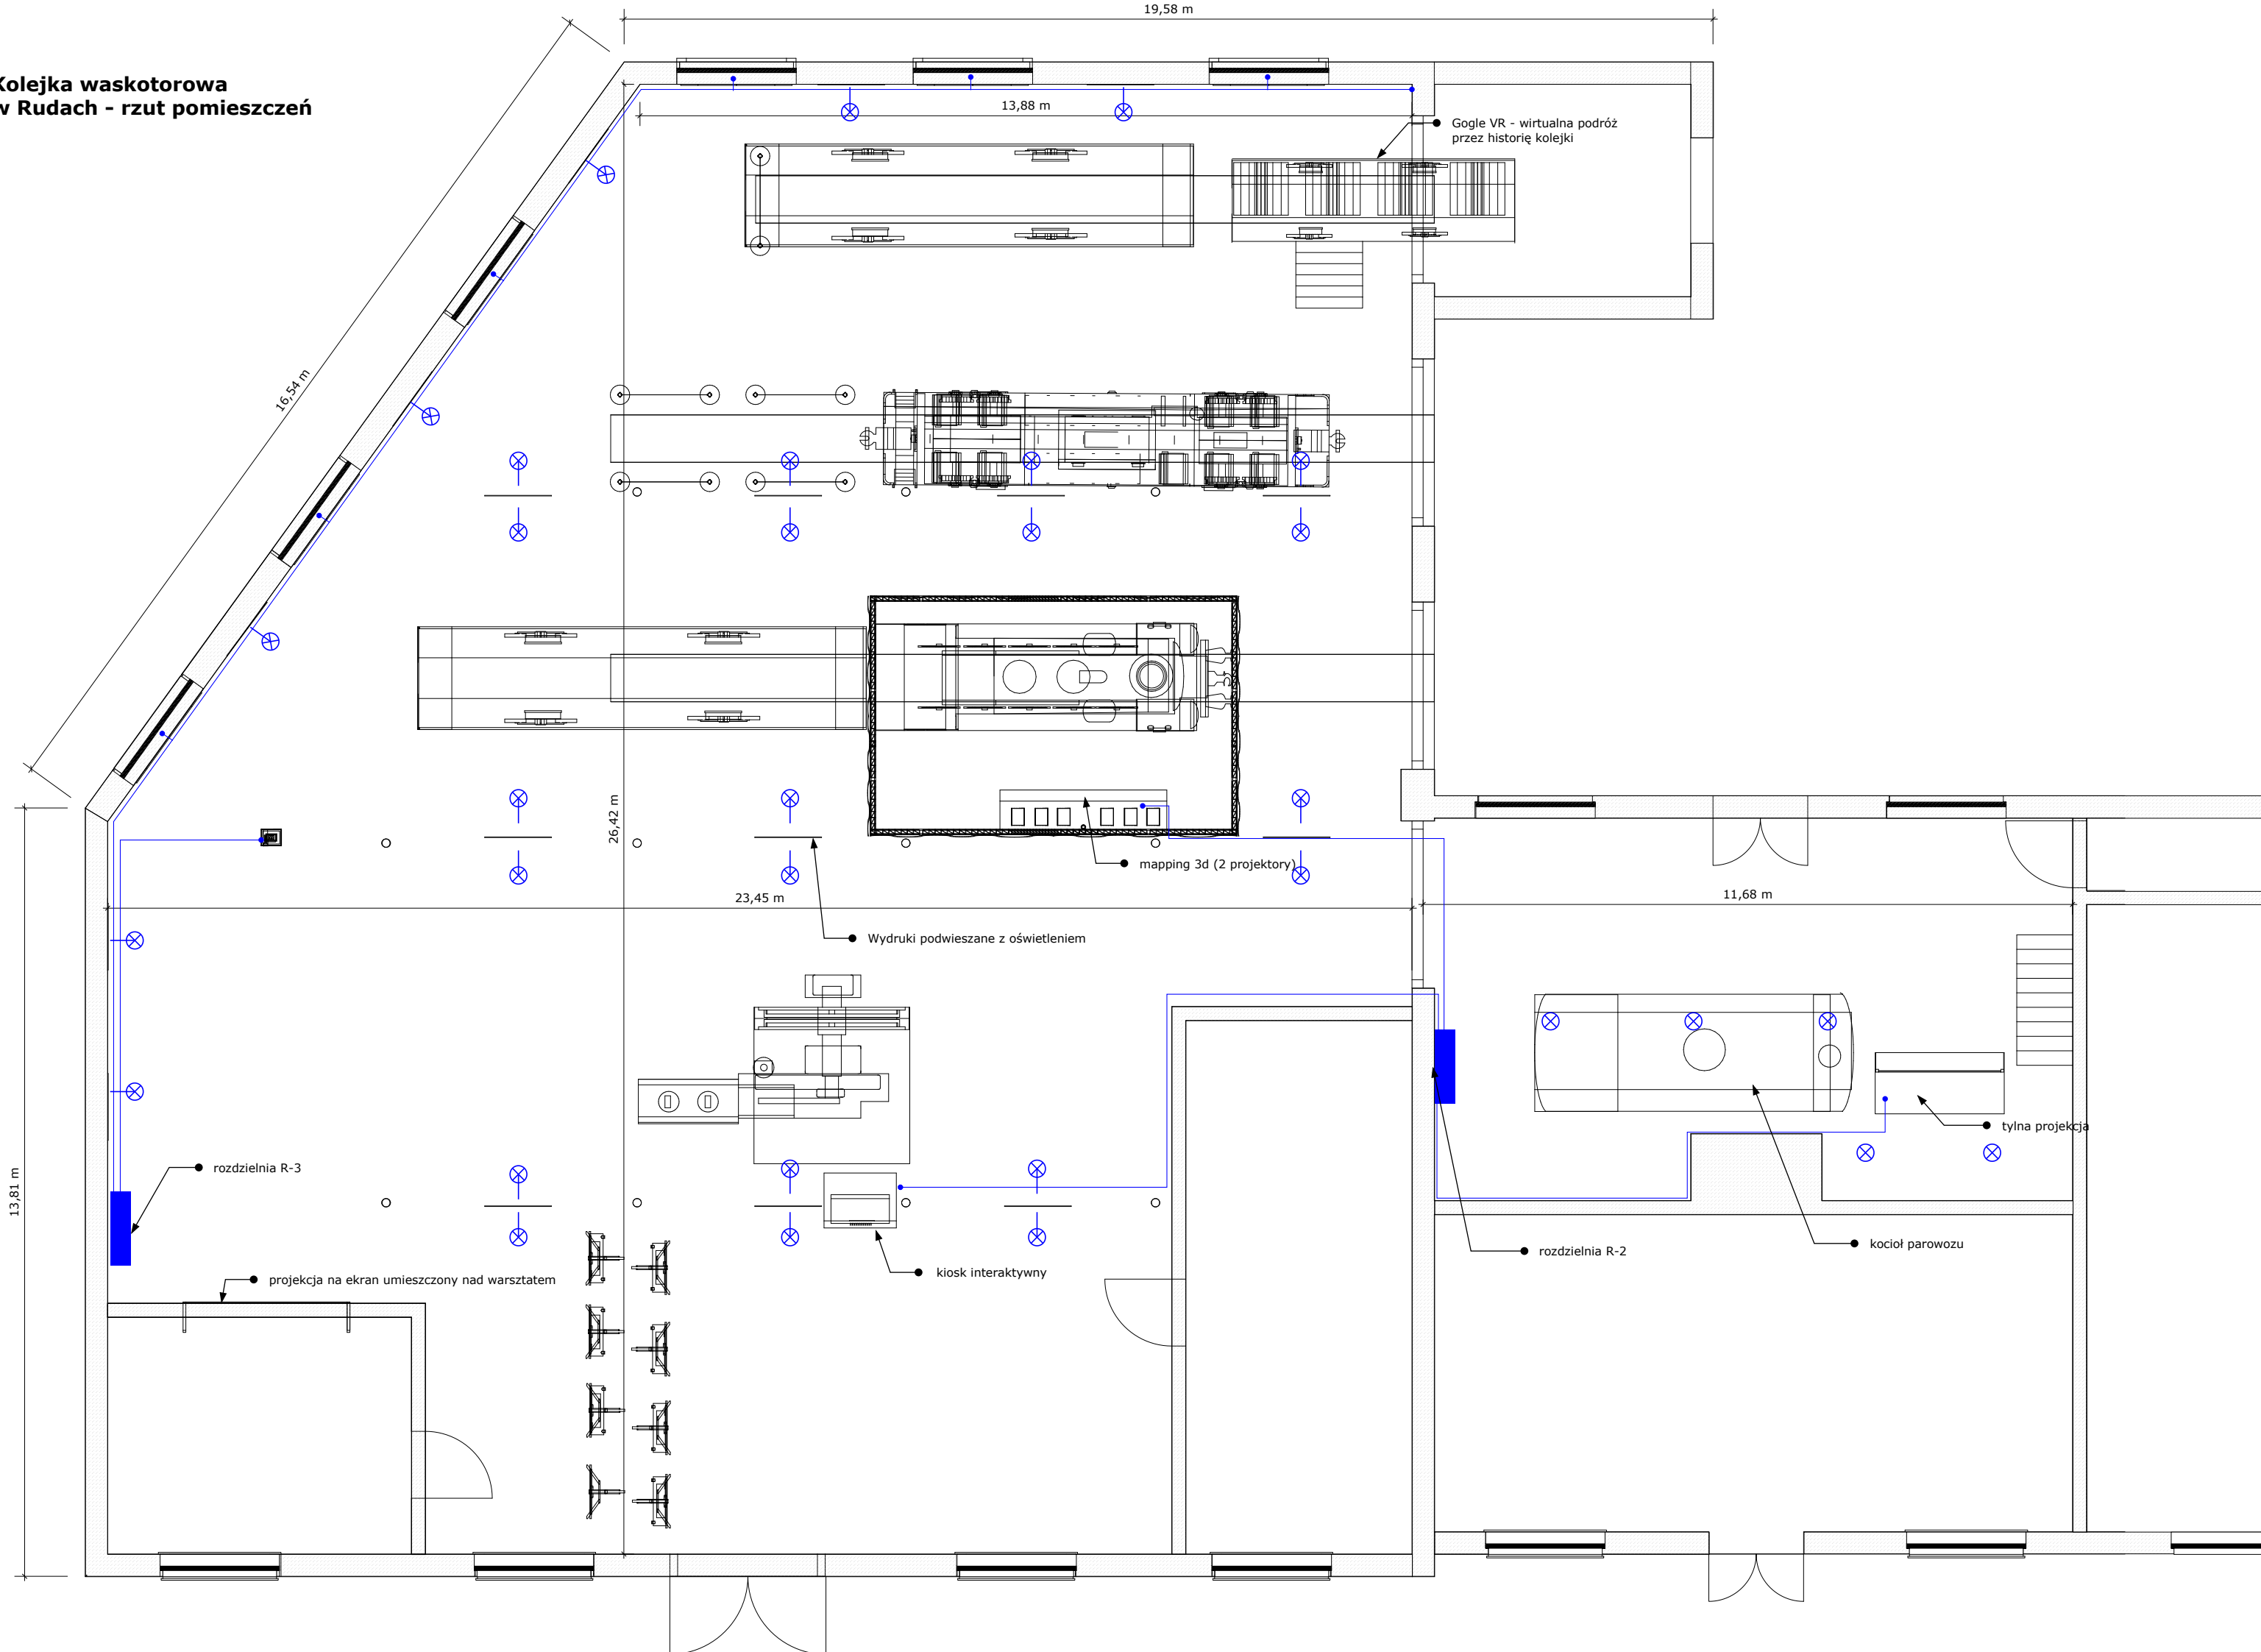 19,58 m
Kolejka waskotorowa
w Rudach - rzut pomieszczeń
13,88 m
Gogle VR - wirtualna podróż
przez historię kolejki
16,54 m
26,42 m
mapping 3d (2 projektory)
23,45 m
11,68 m
Wydruki podwieszane z oświetleniem
tylna projekcja
rozdzielnia R-3
13,81 m
kocioł parowozu
rozdzielnia R-2
kiosk interaktywny
projekcja na ekran umieszczony nad warsztatem